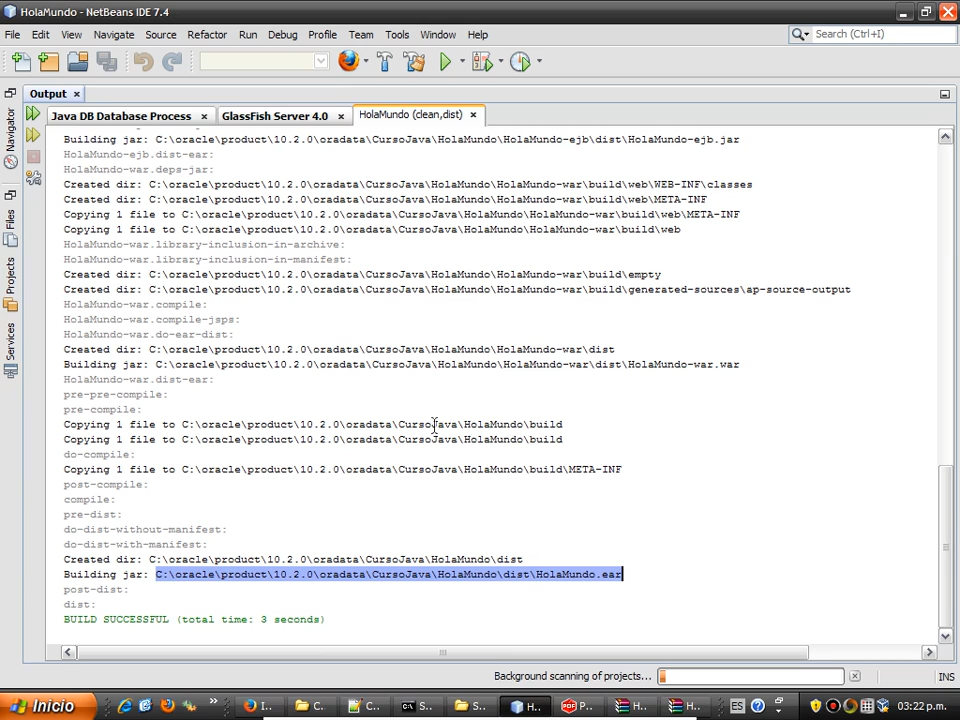 HolaMundo - NetBeans IDE 7.4
File Edit View Navigate Source Refactor Run Debug Profile Team Tools Window Help
Search (Ctrl+I)
Output
Java DB Database Process
GlassFish Server 4.0
HolaMundo (clean,dist)
Navigator
Files
Projects
Services
Building jar: C:\oracle\product\10.2.0\oradata\CursoJava\HolaMundo\HolaMundo-ejb\dist\HolaMundo-ejb.jar
HolaMundo-ejb.dist-ear:
HolaMundo-war.deps-jar:
Created dir: C:\oracle\product\10.2.0\oradata\CursoJava\HolaMundo\HolaMundo-war\build\web\WEB-INF\classes
Created dir: C:\oracle\product\10.2.0\oradata\CursoJava\HolaMundo\HolaMundo-war\build\web\META-INF
Copying 1 file to C:\oracle\product\10.2.0\oradata\CursoJava\HolaMundo\HolaMundo-war\build\web\META-INF
Copying 1 file to C:\oracle\product\10.2.0\oradata\CursoJava\HolaMundo\HolaMundo-war\build\web
HolaMundo-war.library-inclusion-in-archive:
HolaMundo-war.library-inclusion-in-manifest:
Created dir: C:\oracle\product\10.2.0\oradata\CursoJava\HolaMundo\HolaMundo-war\build\empty
Created dir: C:\oracle\product\10.2.0\oradata\CursoJava\HolaMundo\HolaMundo-war\build\generated-sources\ap-source-output
HolaMundo-war.compile:
HolaMundo-war.compile-jsps:
HolaMundo-war.do-ear-dist:
Created dir: C:\oracle\product\10.2.0\oradata\CursoJava\HolaMundo\HolaMundo-war\dist
Building jar: C:\oracle\product\10.2.0\oradata\CursoJava\HolaMundo\HolaMundo-war\dist\HolaMundo-war.war
HolaMundo-war.dist-ear:
pre-pre-compile:
pre-compile:
Copying 1 file to C:\oracle\product\10.2.0\oradata\CursoJava\HolaMundo\build
Copying 1 file to C:\oracle\product\10.2.0\oradata\CursoJava\HolaMundo\build
do-compile:
Copying 1 file to C:\oracle\product\10.2.0\oradata\CursoJava\HolaMundo\build\META-INF
post-compile:
compile:
pre-dist:
do-dist-without-manifest:
do-dist-with-manifest:
Created dir: C:\oracle\product\10.2.0\oradata\CursoJava\HolaMundo\dist
Building jar: C:\oracle\product\10.2.0\oradata\CursoJava\HolaMundo\dist\HolaMundo.ear
post-dist:
dist:
BUILD SUCCESSFUL (total time: 3 seconds)
Background scanning of projects...
INS
Inicio
I...
C...
C...
S...
S...
H...
P...
H...
H...
ES
03:22 p.m.